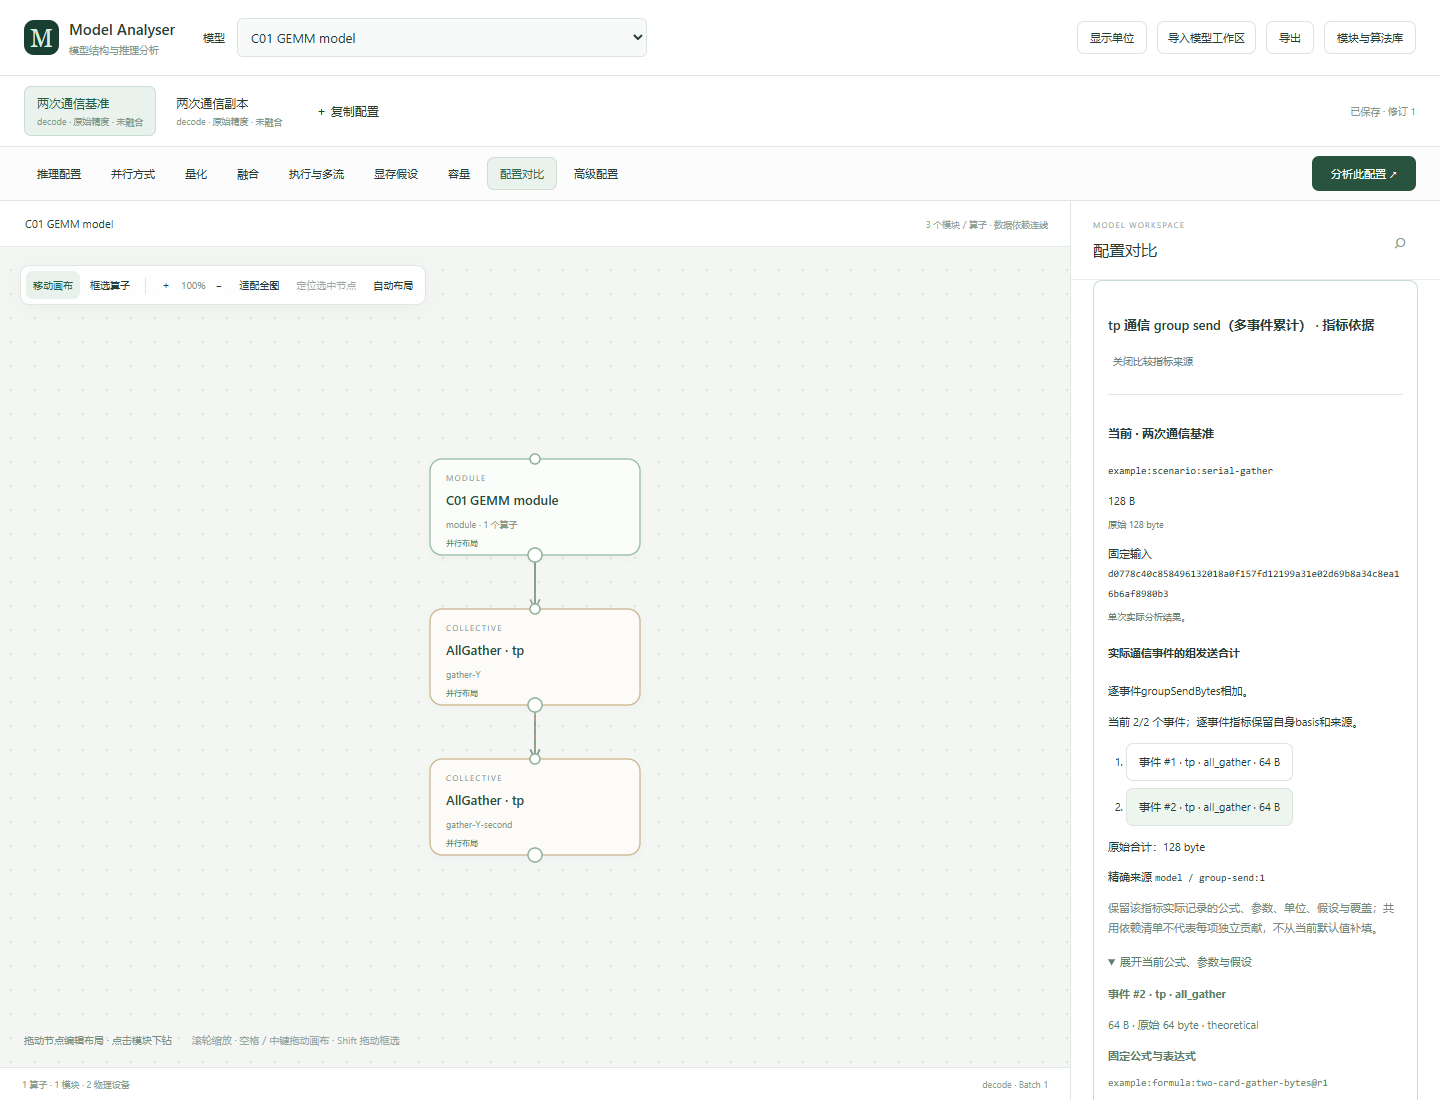 M
Model Analyser
模型结构与推理分析
模型
C01 GEMM model
显示单位
导入模型工作区
导出
模块与算法库
两次通信基准
decode · 原始精度 · 未融合
两次通信副本
decode · 原始精度 · 未融合
+ 复制配置
已保存 · 修订 1
推理配置
并行方式
量化
融合
执行与多流
显存假设
容量
配置对比
高级配置
分析此配置 ↗
C01 GEMM model
3 个模块 / 算子 · 数据依赖连线
移动画布
框选算子
+
100%
−
适配全图
定位选中节点
自动布局
MODULE
C01 GEMM module
module · 1 个算子
并行布局
COLLECTIVE
AllGather · tp
gather-Y
并行布局
COLLECTIVE
AllGather · tp
gather-Y-second
并行布局
拖动节点编辑布局 · 点击模块下钻
滚轮缩放 · 空格 / 中键拖动画布 · Shift 拖动框选
1 算子 · 1 模块 · 2 物理设备
decode · Batch 1
MODEL WORKSPACE
配置对比
tp 通信 group send（多事件累计） · 指标依据
关闭比较指标来源
当前 · 两次通信基准
example:scenario:serial-gather
128 B
原始 128 byte
固定输入
d0778c40c858496132018a0f157fd12199a31e02d69b8a34c8ea1
6b6af8980b3
单次实际分析结果。
实际通信事件的组发送合计
逐事件groupSendBytes相加。
当前 2/2 个事件；逐事件指标保留自身basis和来源。
1. 事件 #1 · tp · all_gather · 64 B
2. 事件 #2 · tp · all_gather · 64 B
原始合计：128 byte
精确来源 model / group-send:1
保留该指标实际记录的公式、参数、单位、假设与覆盖；共
用依赖清单不代表每项独立贡献，不从当前默认值补填。
▼ 展开当前公式、参数与假设
事件 #2 · tp · all_gather
64 B · 原始 64 byte · theoretical
固定公式与表达式
example:formula:two-card-gather-bytes@r1